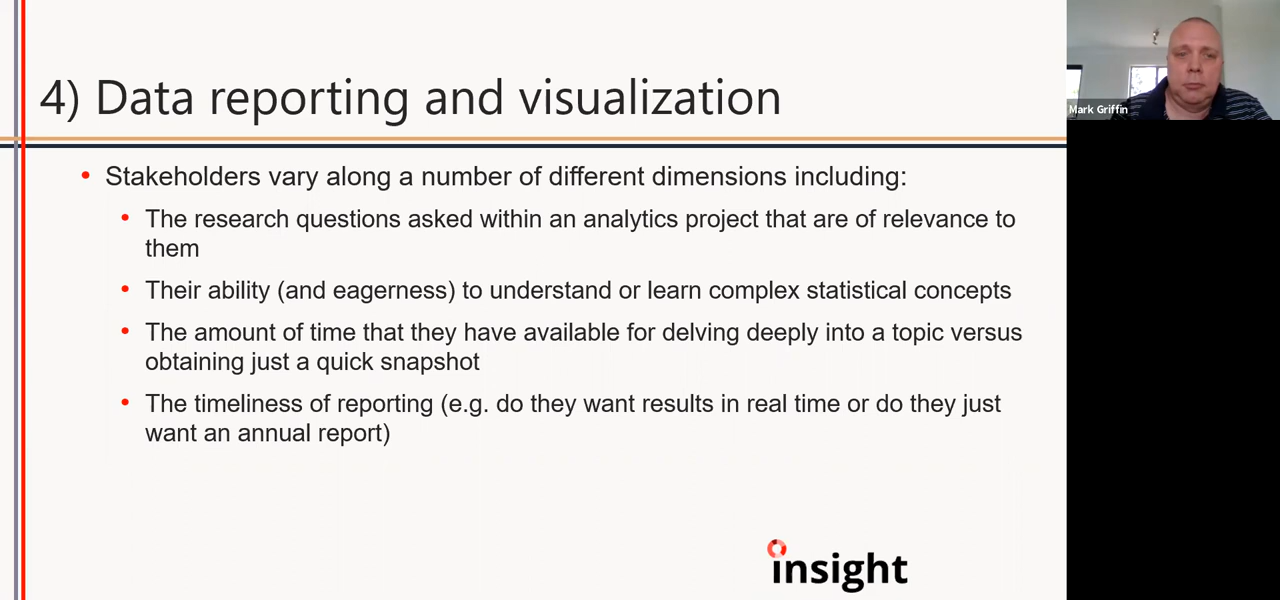 4) Data reporting and visualization
Mark Griffin
• Stakeholders vary along a number of different dimensions including:
• The research questions asked within an analytics project that are of relevance to
them
• Their ability (and eagerness) to understand or learn complex statistical concepts
• The amount of time that they have available for delving deeply into a topic versus
obtaining just a quick snapshot
• The timeliness of reporting (e.g. do they want results in real time or do they just
want an annual report)
insight